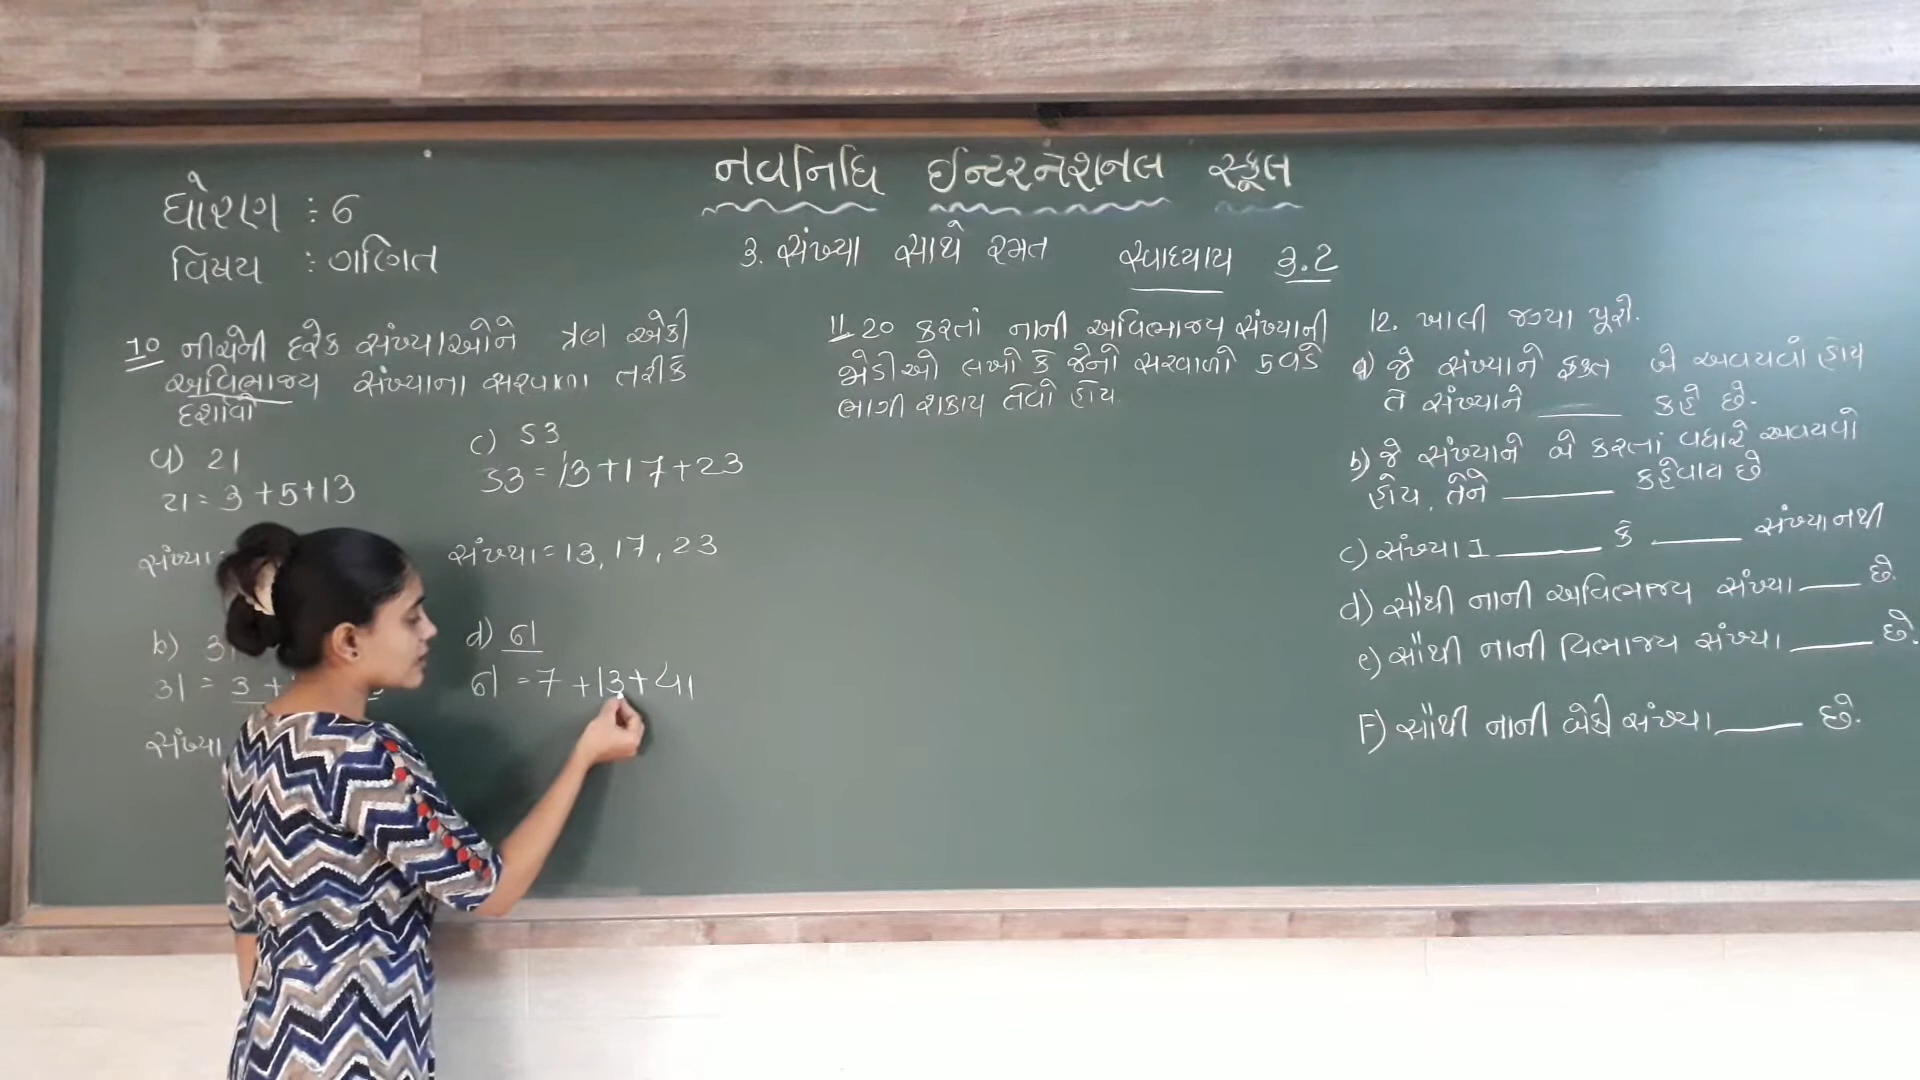 નવનિધિ ઈન્ટરનેશનલ સ્કૂલ
ધોરણ : 6
વિષય : ગણિત
3. સંખ્યા સાથે રમત સ્વાધ્યાય 3.2
10 નીચેની દરેક સંખ્યાઓને ત્રણ એકી
અવિભાજ્ય સંખ્યાના સરવાળા તરીકે
દર્શાવો
a) 21
21 = 3 + 5 + 13
સંખ્યા =
b) 3
31 = 3 +
સંખ્યા
c) 53
53 = 13 + 17 + 23
સંખ્યા = 13, 17, 23
d) 61
61 = 7 + 13 + 41
11 20 કરતાં નાની અવિભાજ્ય સંખ્યાની
જોડીઓ લખો કે જેનો સરવાળો 5 વડે
ભાગી શકાય તેવો હોય
12. ખાલી જગ્યા પૂરો.
a) જે સંખ્યાને ફક્ત બે અવયવો હોય
તે સંખ્યાને ____ કહે છે.
b) જે સંખ્યાને બે કરતાં વધારે અવયવો
હોય, તેને ____ કહેવાય છે
c) સંખ્યા 1 ____ કે ____ સંખ્યા નથી
d) સૌથી નાની અવિભાજ્ય સંખ્યા ____ છે.
e) સૌથી નાની વિભાજ્ય સંખ્યા ____ છે.
F) સૌથી નાની બેકી સંખ્યા ____ છે.